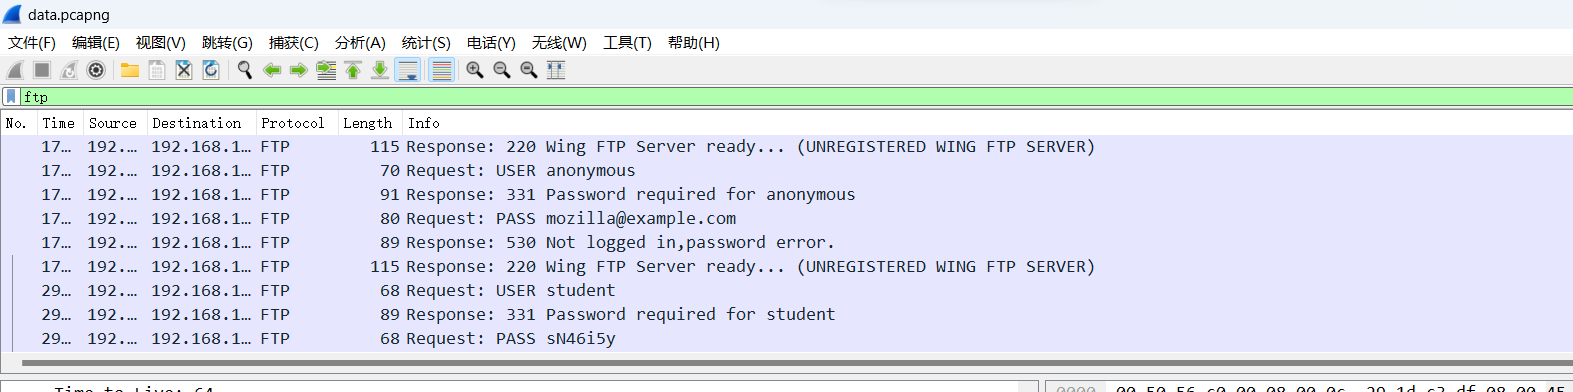 data.pcapng
文件(F) 编辑(E) 视图(V) 跳转(G) 捕获(C) 分析(A) 统计(S) 电话(Y) 无线(W) 工具(T) 帮助(H)
ftp
No. Time Source Destination Protocol Length Info
17… 192.… 192.168.1… FTP 115 Response: 220 Wing FTP Server ready... (UNREGISTERED WING FTP SERVER)
17… 192.… 192.168.1… FTP 70 Request: USER anonymous
17… 192.… 192.168.1… FTP 91 Response: 331 Password required for anonymous
17… 192.… 192.168.1… FTP 80 Request: PASS mozilla@example.com
17… 192.… 192.168.1… FTP 89 Response: 530 Not logged in,password error.
17… 192.… 192.168.1… FTP 115 Response: 220 Wing FTP Server ready... (UNREGISTERED WING FTP SERVER)
29… 192.… 192.168.1… FTP 68 Request: USER student
29… 192.… 192.168.1… FTP 89 Response: 331 Password required for student
29… 192.… 192.168.1… FTP 68 Request: PASS sN46i5y
Time to Live: 64 0000 00 50 56 c0 00 08 00 0c 29 1d c3 df 08 00 45